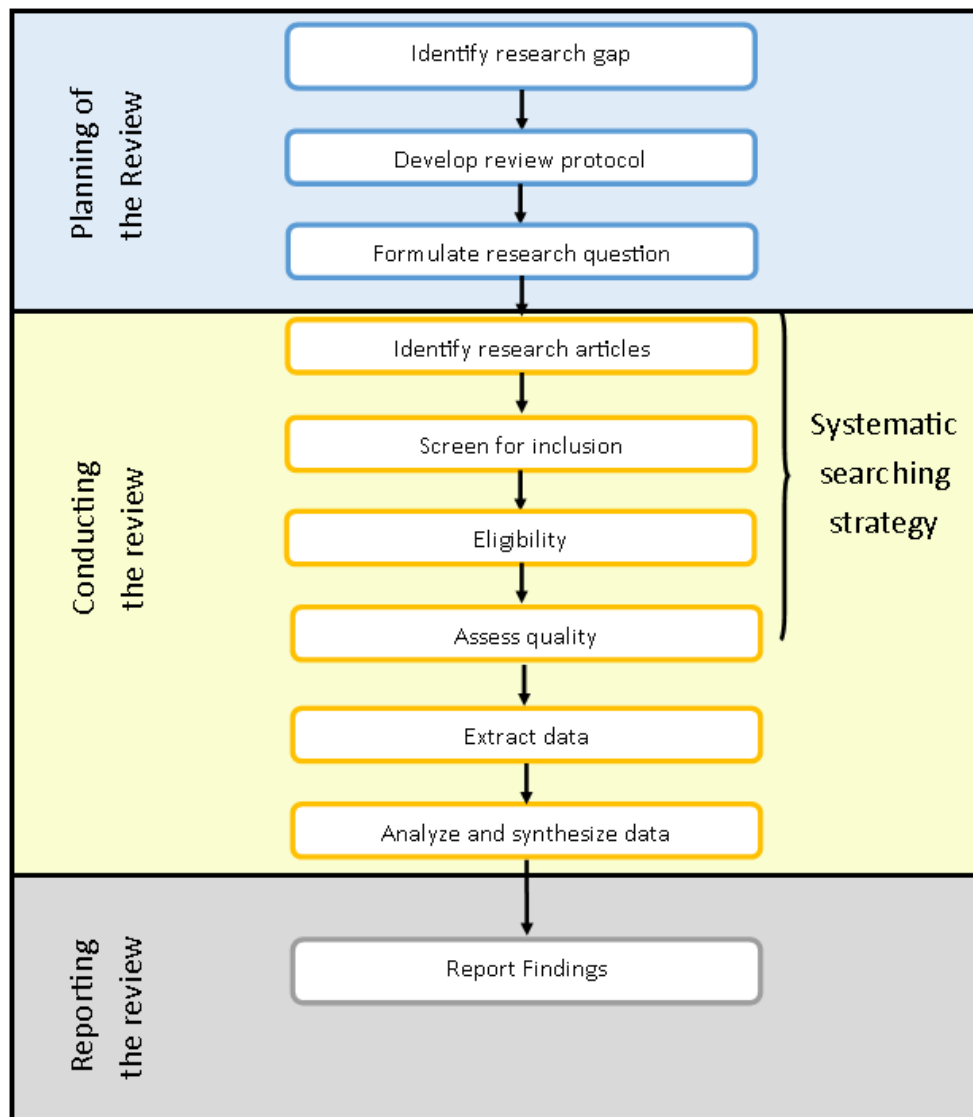 Planning of
the Review
Identify research gap
Develop review protocol
Formulate research question
Conducting
the review
Identify research articles
Screen for inclusion
Eligibility
Assess quality
Extract data
Analyze and synthesize data
Systematic
searching
strategy
Reporting
the review
Report Findings